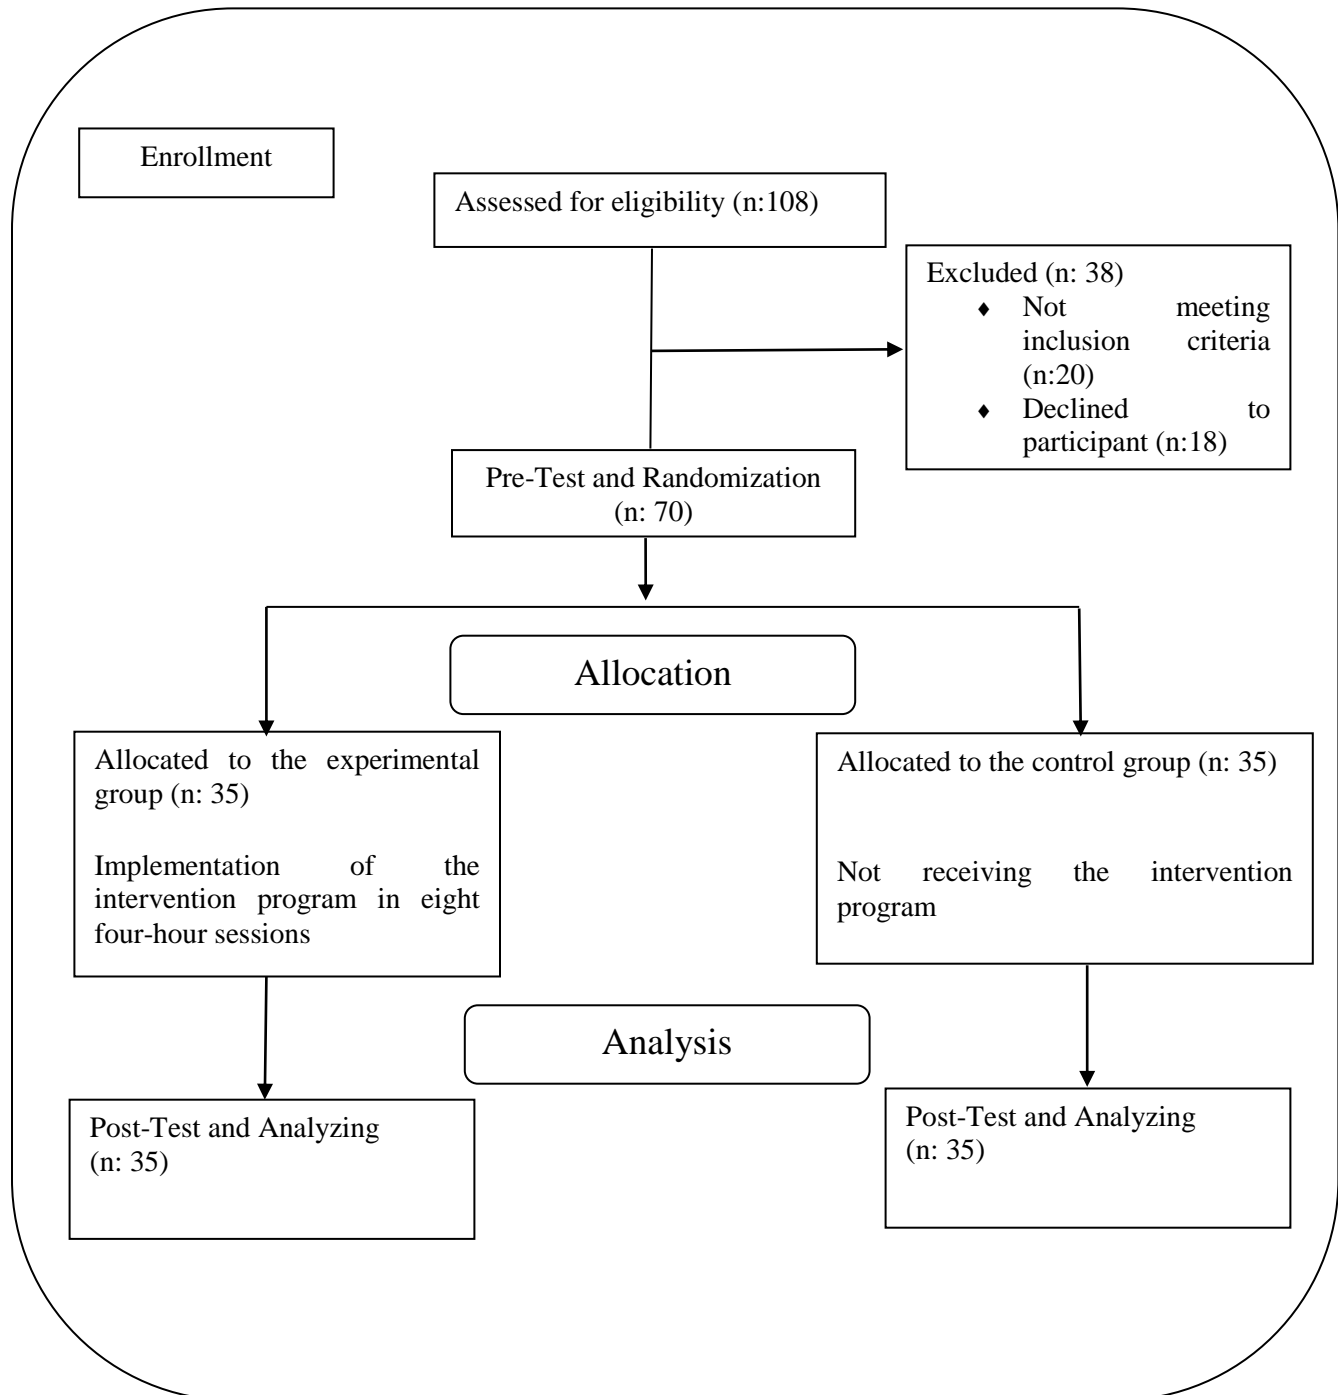 Enrollment
Assessed for eligibility (n:108)
Excluded (n: 38)
♦ Not meeting
inclusion criteria
(n:20)
♦ Declined to
participant (n:18)
Pre-Test and Randomization
(n: 70)
Allocation
Allocated to the experimental
group (n: 35)
Implementation of the
intervention program in eight
four-hour sessions
Allocated to the control group (n: 35)
Not receiving the intervention
program
Analysis
Post-Test and Analyzing
(n: 35)
Post-Test and Analyzing
(n: 35)